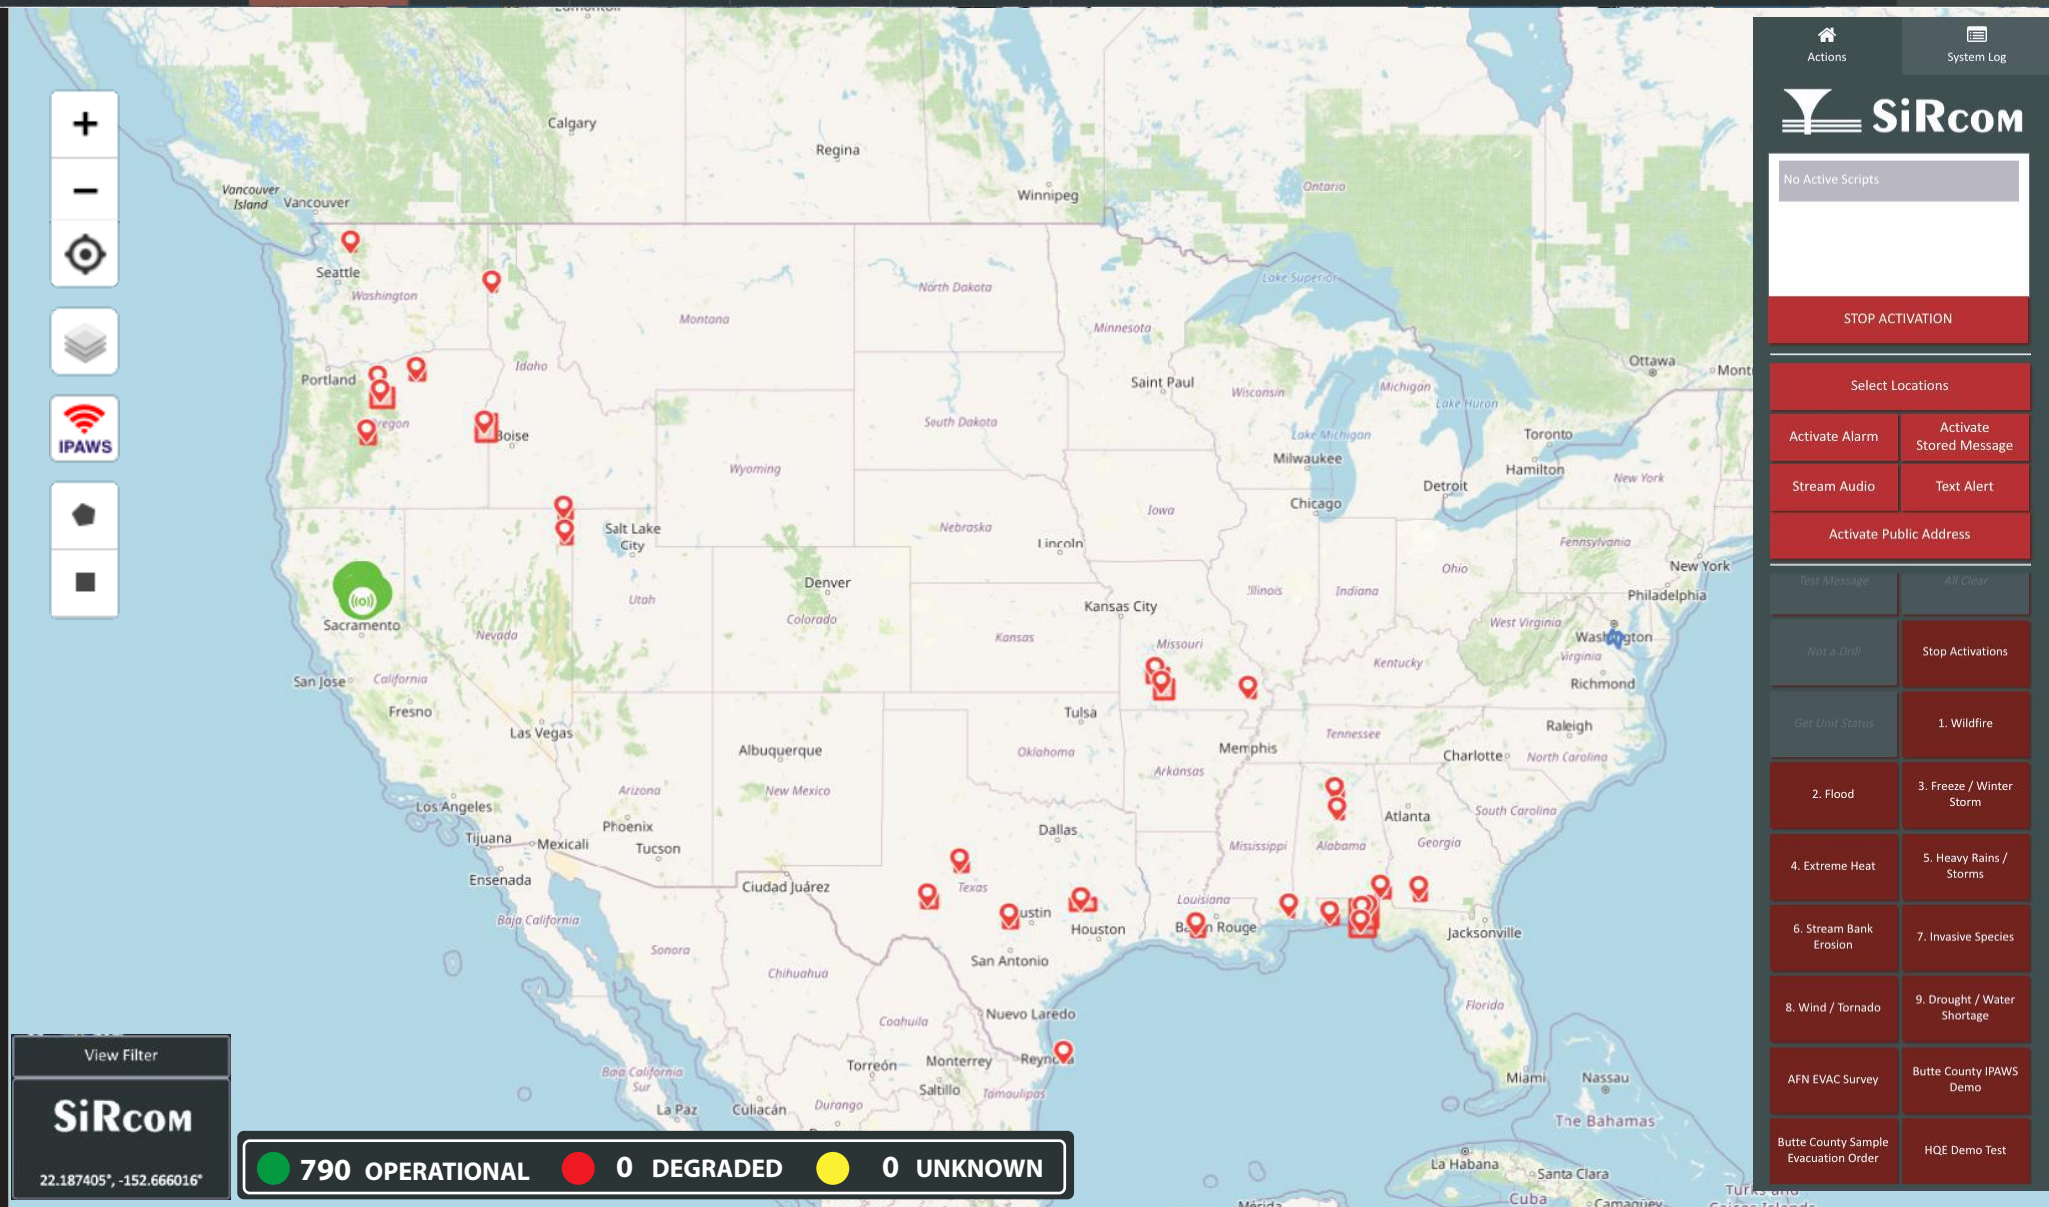 Calgary
Regina
Winnipeg
Ontario
Vancouver
Island
Vancouver
Seattle
Washington
Montana
North Dakota
Minnesota
Lake Superior
Ottawa
Portland
Idaho
Boise
South Dakota
Saint Paul
Wisconsin
Michigan
Lake Huron
Lake Michigan
Toronto
Hamilton
Milwaukee
Detroit
Chicago
New York
Wyoming
Salt Lake
City
Nebraska
Iowa
Lincoln
Pennsylvania
New York
Philadelphia
Denver
Utah
Colorado
Kansas City
Kansas
Illinois
Indiana
Ohio
West Virginia
Washington
Virginia
Richmond
Sacramento
Nevada
Missouri
Kentucky
San Jose
California
Fresno
Las Vegas
Tulsa
Albuquerque
Oklahoma
Memphis
Tennessee
Raleigh
Charlotte
North Carolina
Arkansas
Arizona
New Mexico
Los Angeles
Phoenix
Tucson
Tijuana
Mexicali
Dallas
Atlanta
South Carolina
Mississippi
Alabama
Georgia
Ensenada
Ciudad Juárez
Texas
Louisiana
Houston
Jacksonville
Baja California
Sonora
San Antonio
Chihuahua
Florida
Nuevo Laredo
Coahuila
Torreón
Monterrey
Saltillo
Baja California
Sur
La Paz
Culiacán
Durango
Tamaulipas
Miami
Nassau
The Bahamas
La Habana
Santa Clara
Cuba
Camagüey
Mérida
+
−
IPAWS
View Filter
SiRcom
22.187405°, -152.666016°
790 OPERATIONAL 0 DEGRADED 0 UNKNOWN
Actions
System Log
SiRcom
No Active Scripts
STOP ACTIVATION
Select Locations
Activate Alarm
Activate
Stored Message
Stream Audio
Text Alert
Activate Public Address
Test Message
All Clear
Not a Drill
Stop Activations
Get Unit Status
1. Wildfire
2. Flood
3. Freeze / Winter
Storm
4. Extreme Heat
5. Heavy Rains /
Storms
6. Stream Bank
Erosion
7. Invasive Species
8. Wind / Tornado
9. Drought / Water
Shortage
AFN EVAC Survey
Butte County IPAWS
Demo
Butte County Sample
Evacuation Order
HQE Demo Test